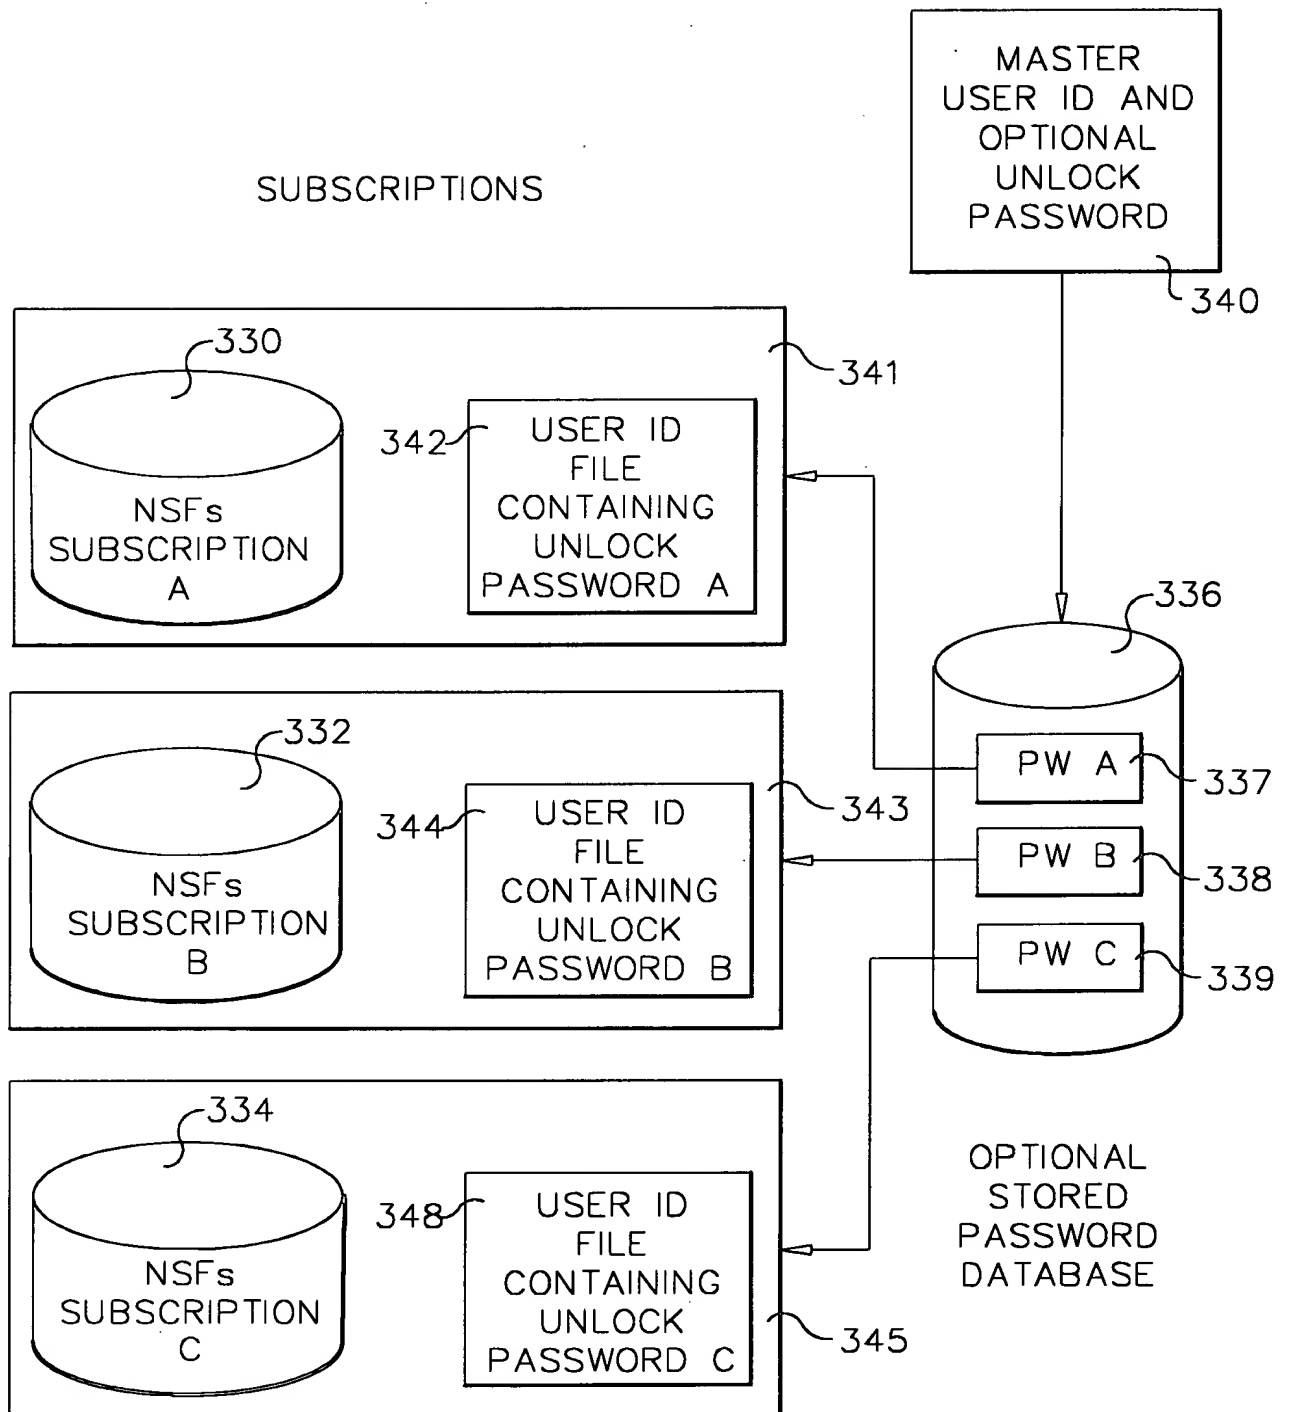 MASTER
USER ID AND
OPTIONAL
UNLOCK
PASSWORD
340
SUBSCRIPTIONS
330
341
342
USER ID
FILE
CONTAINING
UNLOCK
PASSWORD A
NSFs
SUBSCRIPTION
A
336
332
343
344
USER ID
FILE
CONTAINING
UNLOCK
PASSWORD B
NSFs
SUBSCRIPTION
B
PW A
337
PW B
338
PW C
339
334
345
348
USER ID
FILE
CONTAINING
UNLOCK
PASSWORD C
NSFs
SUBSCRIPTION
C
OPTIONAL
STORED
PASSWORD
DATABASE